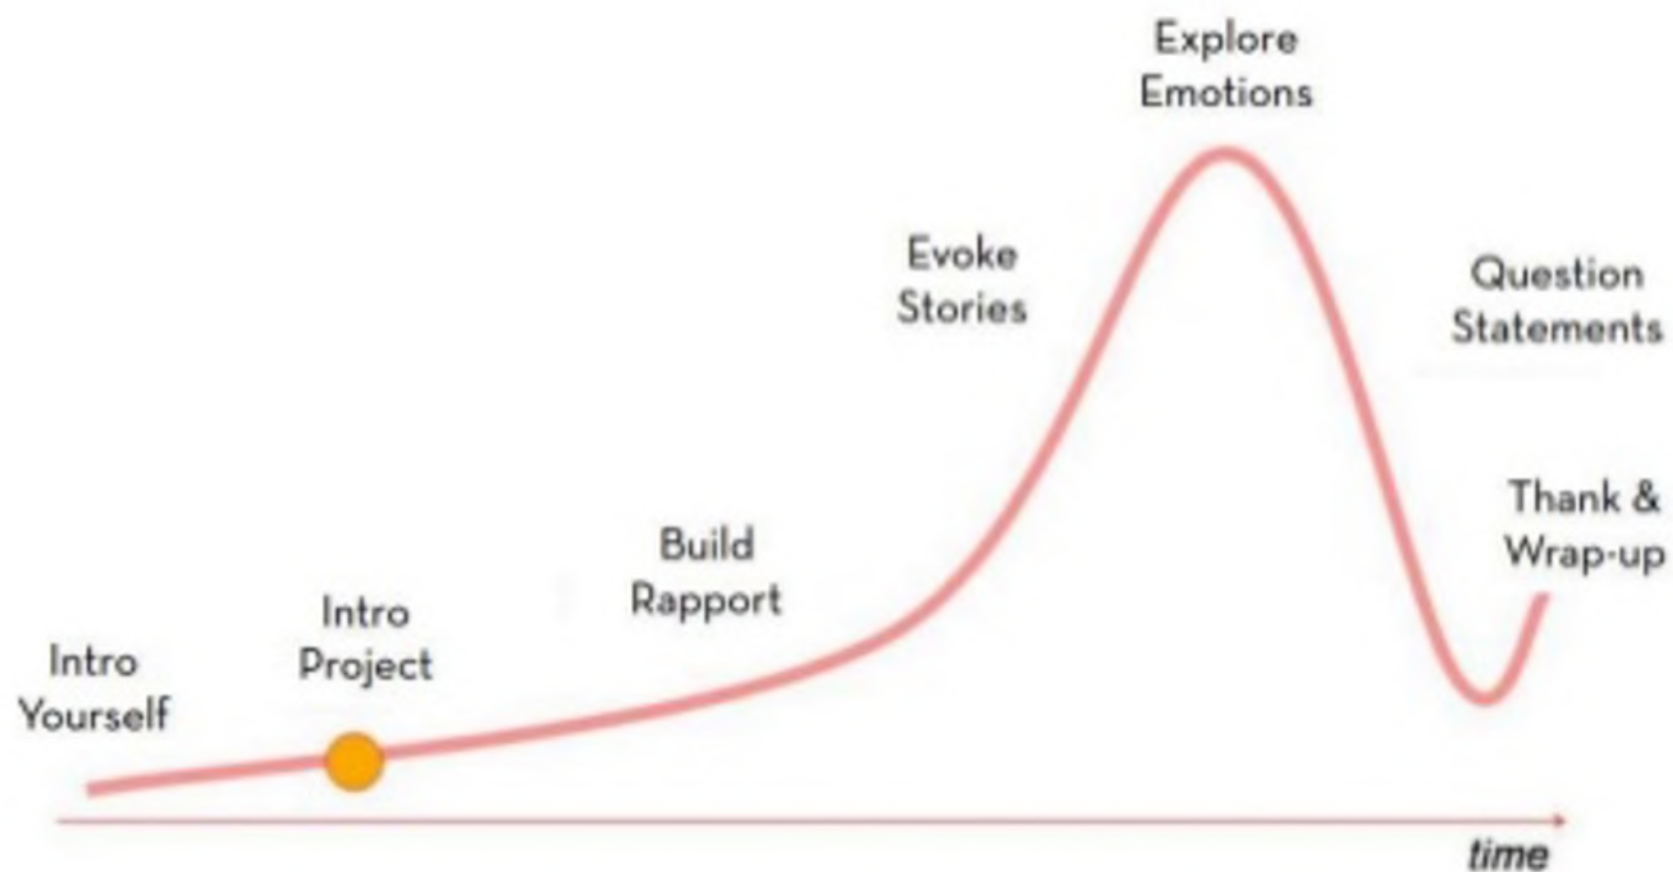 Explore
Emotions
Evoke
Stories
Question
Statements
Thank &
Wrap-up
Build
Rapport
Intro
Project
Intro
Yourself
time